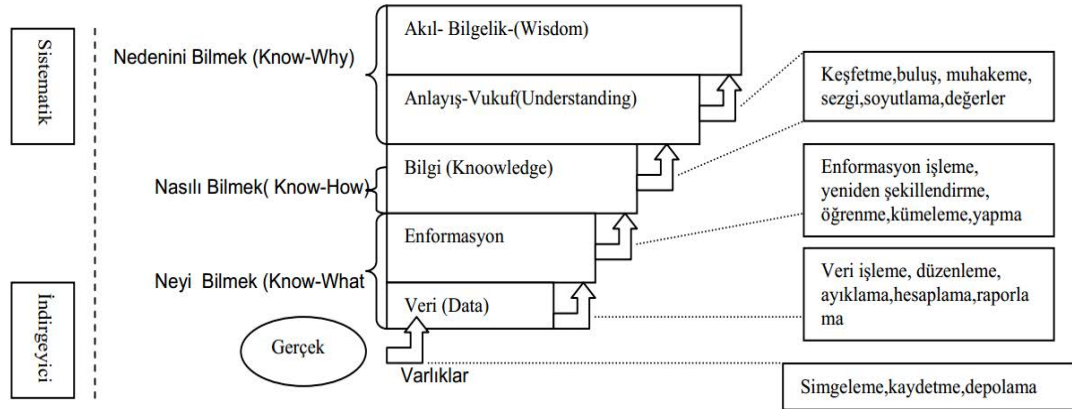 Sistematik
Nedenini Bilmek (Know-Why)
Akıl- Bilgelik-(Wisdom)
Anlayış-Vukuf(Understanding)
Keşfetme,buluş, muhakeme,
sezgi,soyutlama,değerler
Nasılı Bilmek( Know-How)
Bilgi (Knoowledge)
Enformasyon işleme,
yeniden şekillendirme,
öğrenme,kümeleme,yapma
Enformasyon
Neyi Bilmek (Know-What
Veri (Data)
Veri işleme, düzenleme,
ayıklama,hesaplama,raporla
ma
İndirgeyici
Gerçek
Varlıklar
Simgeleme,kaydetme,depolama